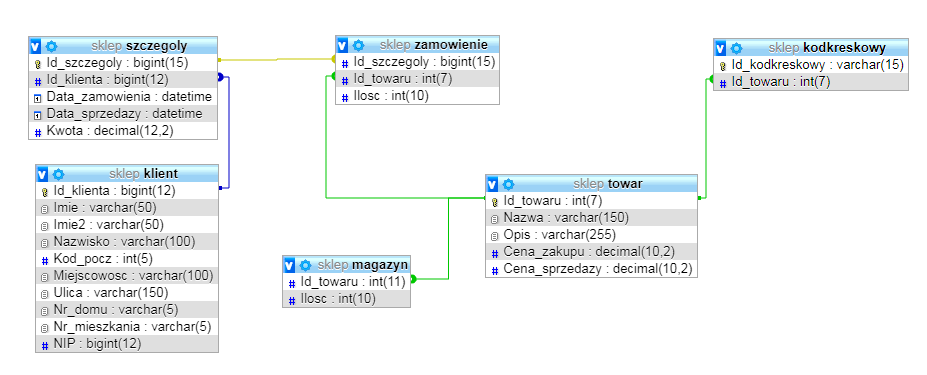 sklep szczegoly
Id_szczegoly : bigint(15)
Id_klienta : bigint(12)
Data_zamowienia : datetime
Data_sprzedazy : datetime
Kwota : decimal(12,2)
sklep zamowienie
Id_szczegoly : bigint(15)
Id_towaru : int(7)
Ilosc : int(10)
sklep kodkreskowy
Id_kodkreskowy : varchar(15)
Id_towaru : int(7)
sklep klient
Id_klienta : bigint(12)
Imie : varchar(50)
Imie2 : varchar(50)
Nazwisko : varchar(100)
Kod_pocz : int(5)
Miejscowosc : varchar(100)
Ulica : varchar(150)
Nr_domu : varchar(5)
Nr_mieszkania : varchar(5)
NIP : bigint(12)
sklep magazyn
Id_towaru : int(11)
Ilosc : int(10)
sklep towar
Id_towaru : int(7)
Nazwa : varchar(150)
Opis : varchar(255)
Cena_zakupu : decimal(10,2)
Cena_sprzedazy : decimal(10,2)